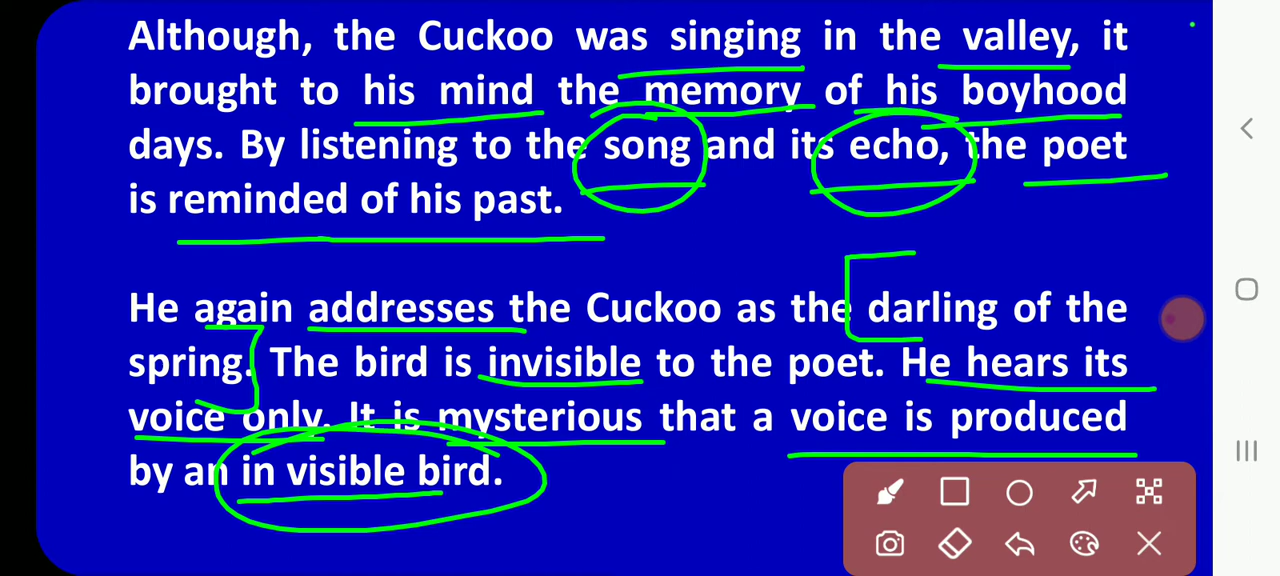 Although, the Cuckoo was singing in the valley, it
brought to his mind the memory of his boyhood
days. By listening to the song and its echo, the poet
is reminded of his past.
He again addresses the Cuckoo as the darling of the
spring. The bird is invisible to the poet. He hears its
voice only. It is mysterious that a voice is produced
by an in visible bird.